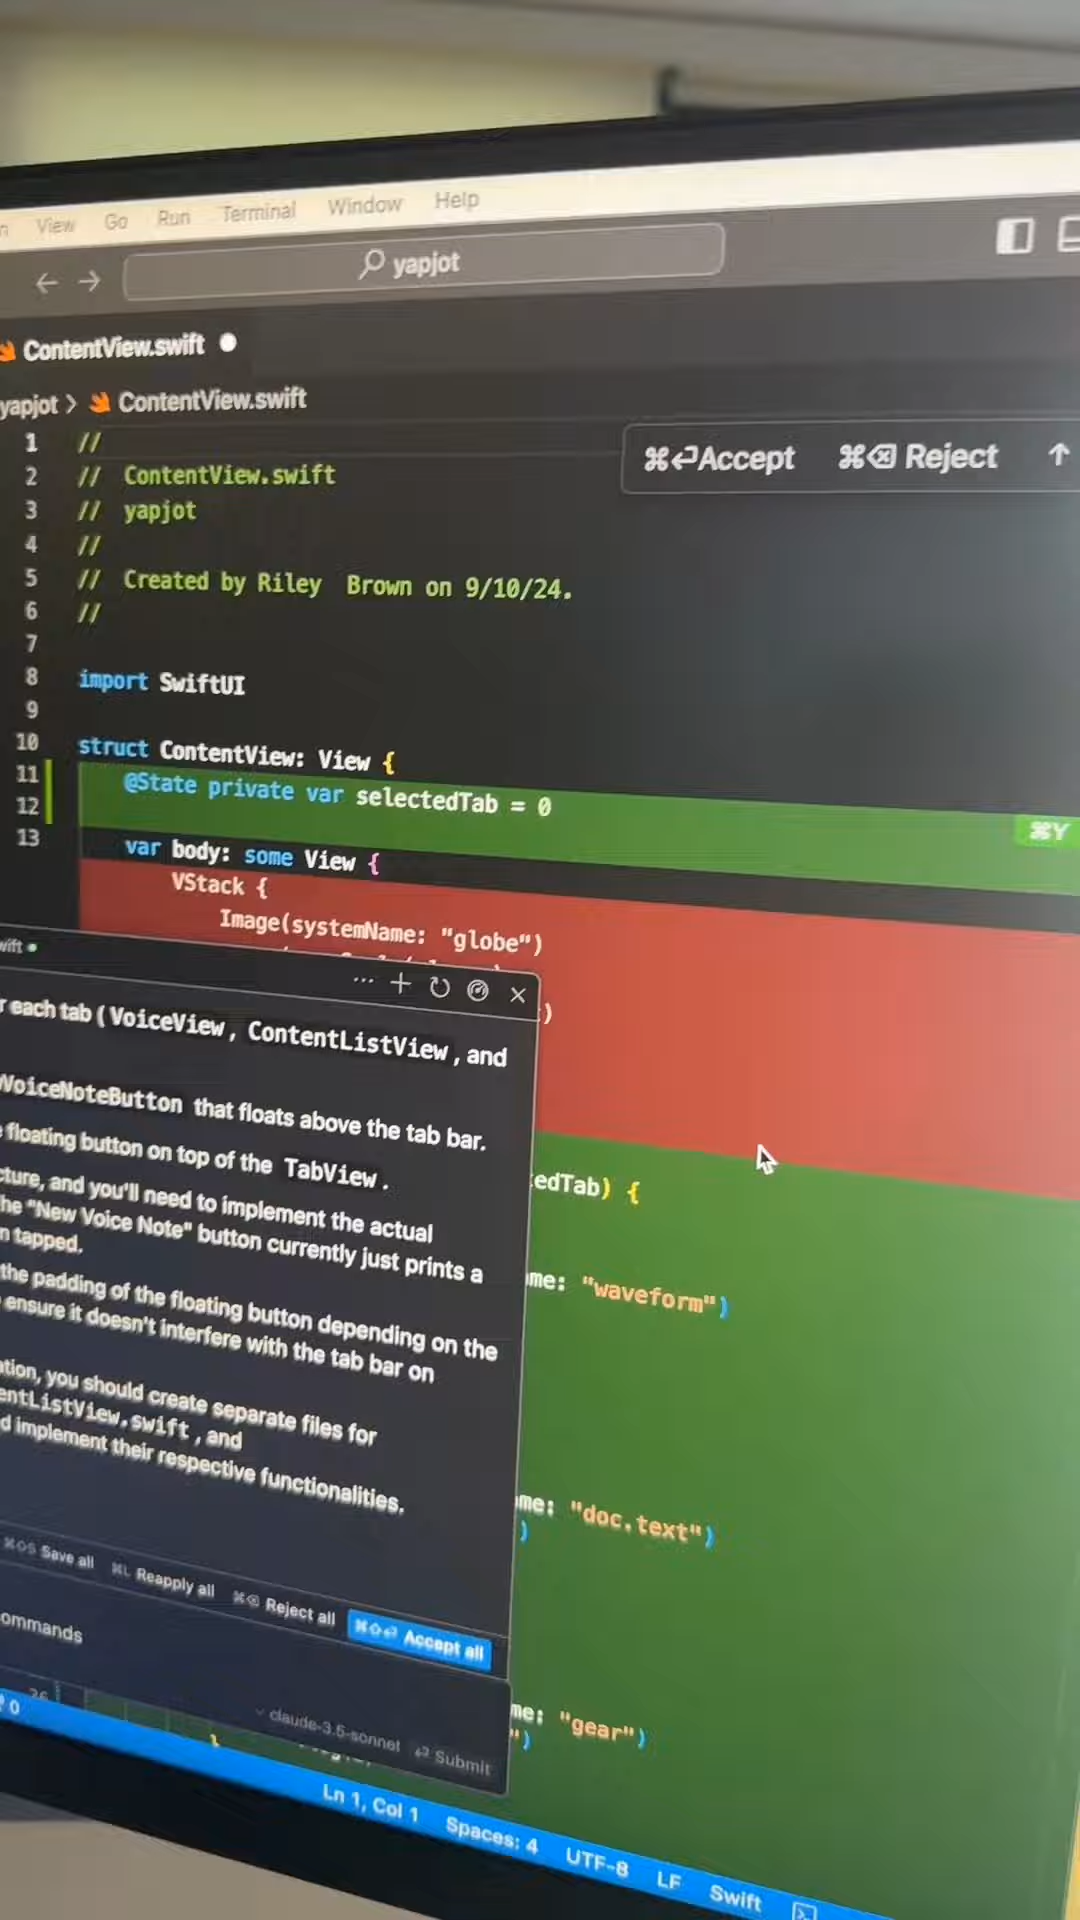 View Go Run Terminal Window Help
yapjot
ContentView.swift
yapjot > ContentView.swift
⌘⏎Accept ⌘⌫ Reject ↑
1 //
2 // ContentView.swift
3 // yapjot
4 //
5 // Created by Riley  Brown on 9/10/24.
6 //
7
8 import SwiftUI
9
10 struct ContentView: View {
11 @State private var selectedTab = 0
12
⌘Y
13 var body: some View {
VStack {
Image(systemName: "globe")
)
edTab) {
me: "waveform")
me: "doc.text")
)
me: "gear")
")
wift
each tab (VoiceView, ContentListView, and
VoiceNoteButton that floats above the tab bar.
floating button on top of the TabView.
cture, and you'll need to implement the actual
he "New Voice Note" button currently just prints a
n tapped.
the padding of the floating button depending on the
ensure it doesn't interfere with the tab bar on
ation, you should create separate files for
entListView.swift, and
d implement their respective functionalities.
Save all ⌘L Reapply all ⌘⌫ Reject all ⌘⇧⏎ Accept all
ommands
claude-3.5-sonnet ⏎ Submit
26
}
0
Ln 1, Col 1 Spaces: 4 UTF-8 LF Swift